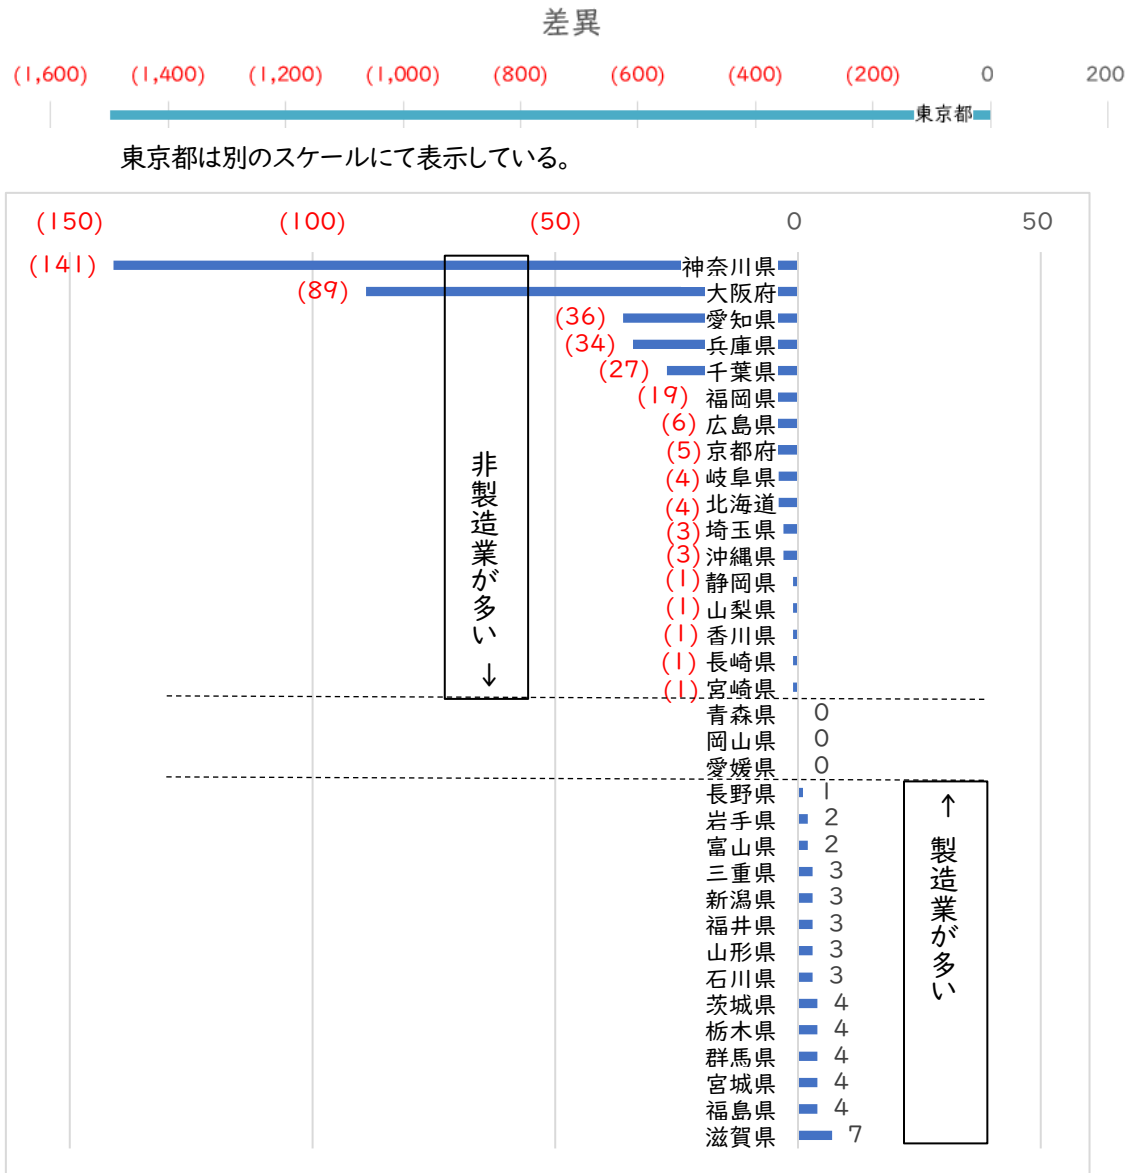 差異
(1,600) (1,400) (1,200) (1,000) (800) (600) (400) (200) 0 200
東京都
東京都は別のスケールにて表示している。
(150) (100) (50) 0 50
(141) 神奈川県
(89) 大阪府
(36) 愛知県
(34) 兵庫県
(27) 千葉県
(19) 福岡県
(6) 広島県
(5) 京都府
(4) 岐阜県
(4) 北海道
(3) 埼玉県
(3) 沖縄県
(1) 静岡県
(1) 山梨県
(1) 香川県
(1) 長崎県
(1) 宮崎県
非製造業が多い ↓
青森県 0
岡山県 0
愛媛県 0
長野県 1
岩手県 2
富山県 2
三重県 3
新潟県 3
福井県 3
山形県 3
石川県 3
茨城県 4
栃木県 4
群馬県 4
宮城県 4
福島県 4
滋賀県 7
↑ 製造業が多い